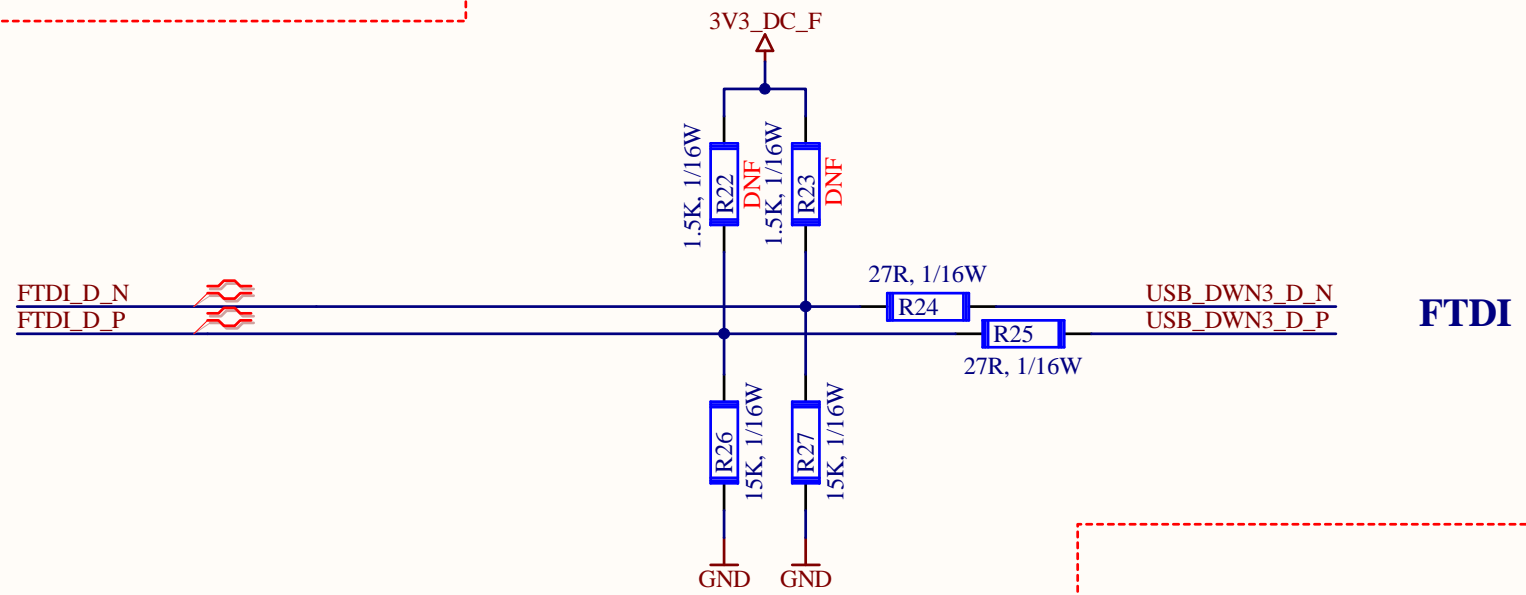 3V3_DC_F
1.5K, 1/16W
R22
DNF
1.5K, 1/16W
R23
DNF
27R, 1/16W
FTDI_D_N
R24
USB_DWN3_D_N
FTDI_D_P
R25
USB_DWN3_D_P
FTDI
27R, 1/16W
R26
15K, 1/16W
R27
15K, 1/16W
GND
GND